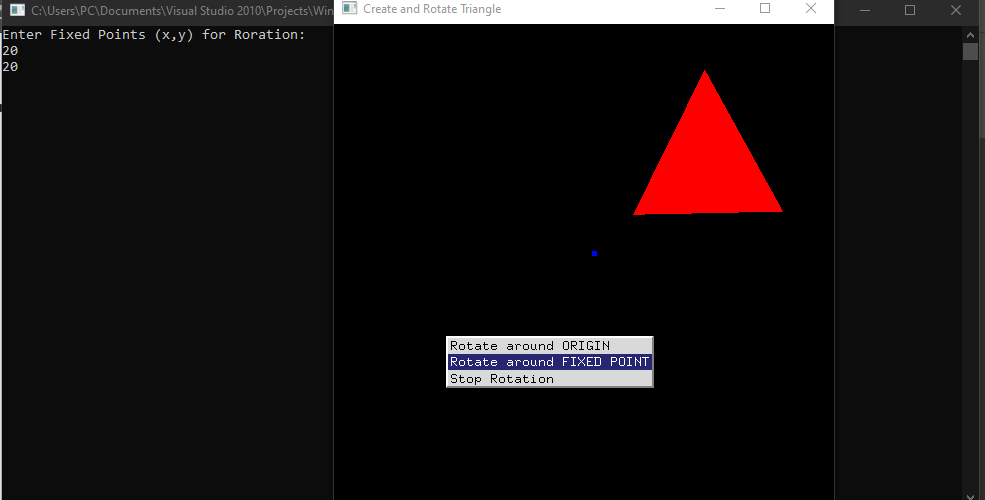 C:\Users\PC\Documents\Visual Studio 2010\Projects\Win
Create and Rotate Triangle
Enter Fixed Points (x,y) for Roration:
20
20
Rotate around ORIGIN
Rotate around FIXED POINT
Stop Rotation